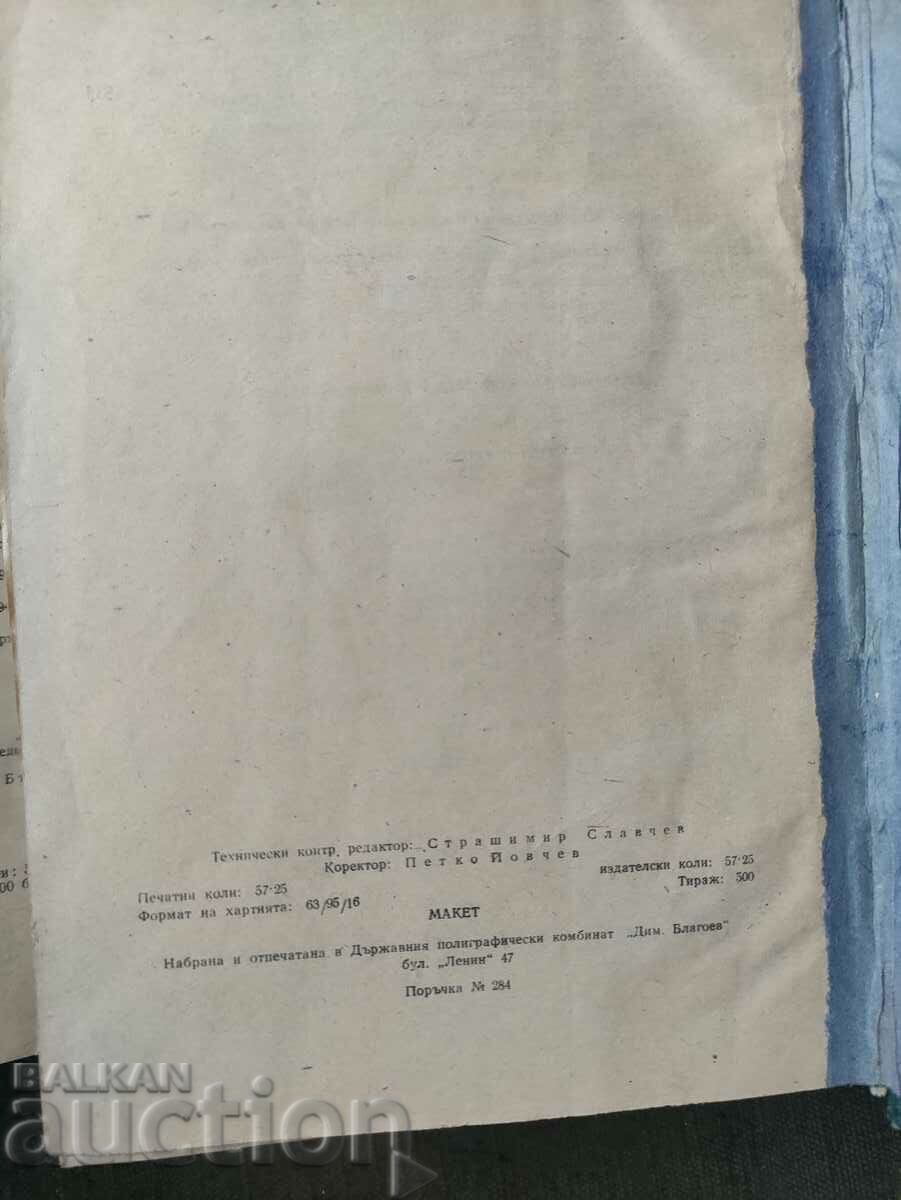 Технически контр. редактор: Страшимир Славчев
Коректор: Петко Йовчев
Печатни коли: 57·25 издателски коли: 57·25
Формат на хартията: 63/95/16 Тираж: 500
МАКЕТ
Набрана и отпечатана в Държавния полиграфически комбинат „Дим. Благоев"
бул. „Ленин" 47
Поръчка № 284
BALKAN
auction